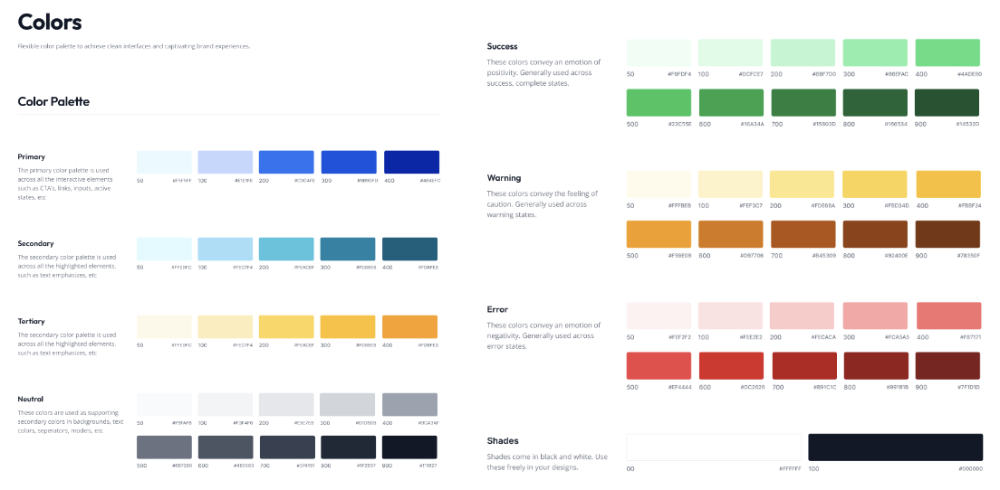 Colors
Flexible color palette to achieve clean interfaces and captivating brand experiences.
Color Palette
Primary
The primary color palette is used
across all the interactive elements
such as CTA's, links, inputs, active
states, etc
50 100 200 300 400
Secondary
The secondary color palette is used
across all the highlighted elements.
such as text emphasizes, etc
50 #FFEDFC 100 #FEC7F4 200 #FEACEF 300 #FD86E8 400 #FD6FE3
Tertiary
The secondary color palette is used
across all the highlighted elements.
such as text emphasizes, etc
50 #FFEDFC 100 #FEC7F4 200 #FEACEF 300 #FD86E8 400 #FD6FE3
Neutral
These colors are used as supporting
secondary colors in backgrounds, text
colors, seperators, models, etc
50 #F9FAFB 100 #F3F4F6 200 #E5E7EB 300 #D1D5DB 400 #9CA3AF
500 #6B7280 600 #4B5563 700 #374151 800 #1F2937 900 #111827
Success
These colors convey an emotion of
positivity. Generally used across
success, complete states.
50 #F0FDF4 100 #DCFCE7 200 #BBF7D0 300 #86EFAC 400 #4ADE80
500 #22C55E 600 #16A34A 700 #15803D 800 #166534 900 #14532D
Warning
These colors convey the feeling of
caution. Generally used across
warning states.
50 #FFFBEB 100 #FEF3C7 200 #FDE68A 300 #FBD34D 400 #FBBF24
500 #F59E0B 600 #D97706 700 #B45309 800 #92400E 900 #78350F
Error
These colors convey an emotion of
negativity. Generally used across
error states.
50 #FEF2F2 100 #FEE2E2 200 #FECACA 300 #FCA5A5 400 #F87171
500 #EF4444 600 #DC2626 700 #B91C1C 800 #991B1B 900 #7F1D1D
Shades
Shades come in black and white. Use
these freely in your designs.
00 #FFFFFF 100 #000000